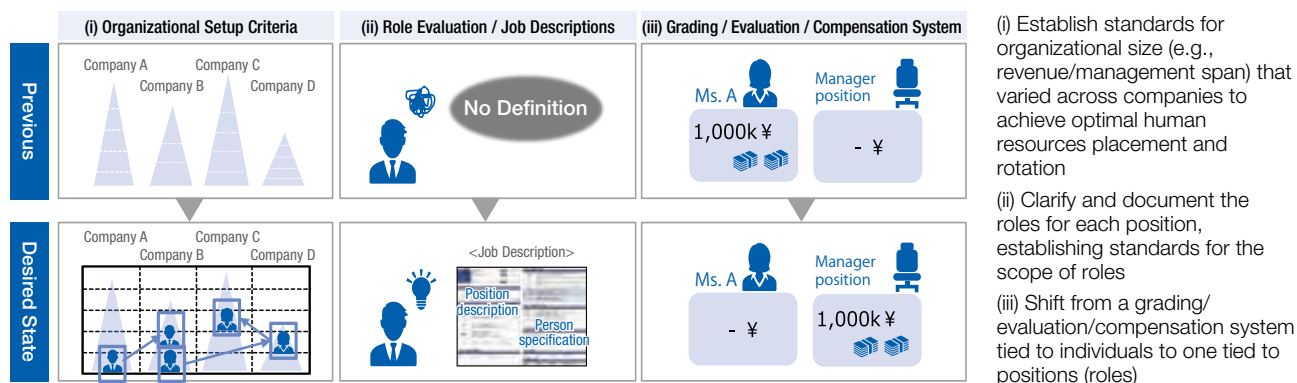 (i) Organizational Setup Criteria
(ii) Role Evaluation / Job Descriptions
(iii) Grading / Evaluation / Compensation System
Previous
Company A
Company B
Company C
Company D
No Definition
Ms. A
1,000k ¥
Manager
position
- ¥
Desired State
Company A
Company B
Company C
Company D
<Job Description>
Position
description
Person
specification
Ms. A
- ¥
Manager
position
1,000k ¥
(i) Establish standards for
organizational size (e.g.,
revenue/management span) that
varied across companies to
achieve optimal human
resources placement and
rotation
(ii) Clarify and document the
roles for each position,
establishing standards for the
scope of roles
(iii) Shift from a grading/
evaluation/compensation system
tied to individuals to one tied to
positions (roles)